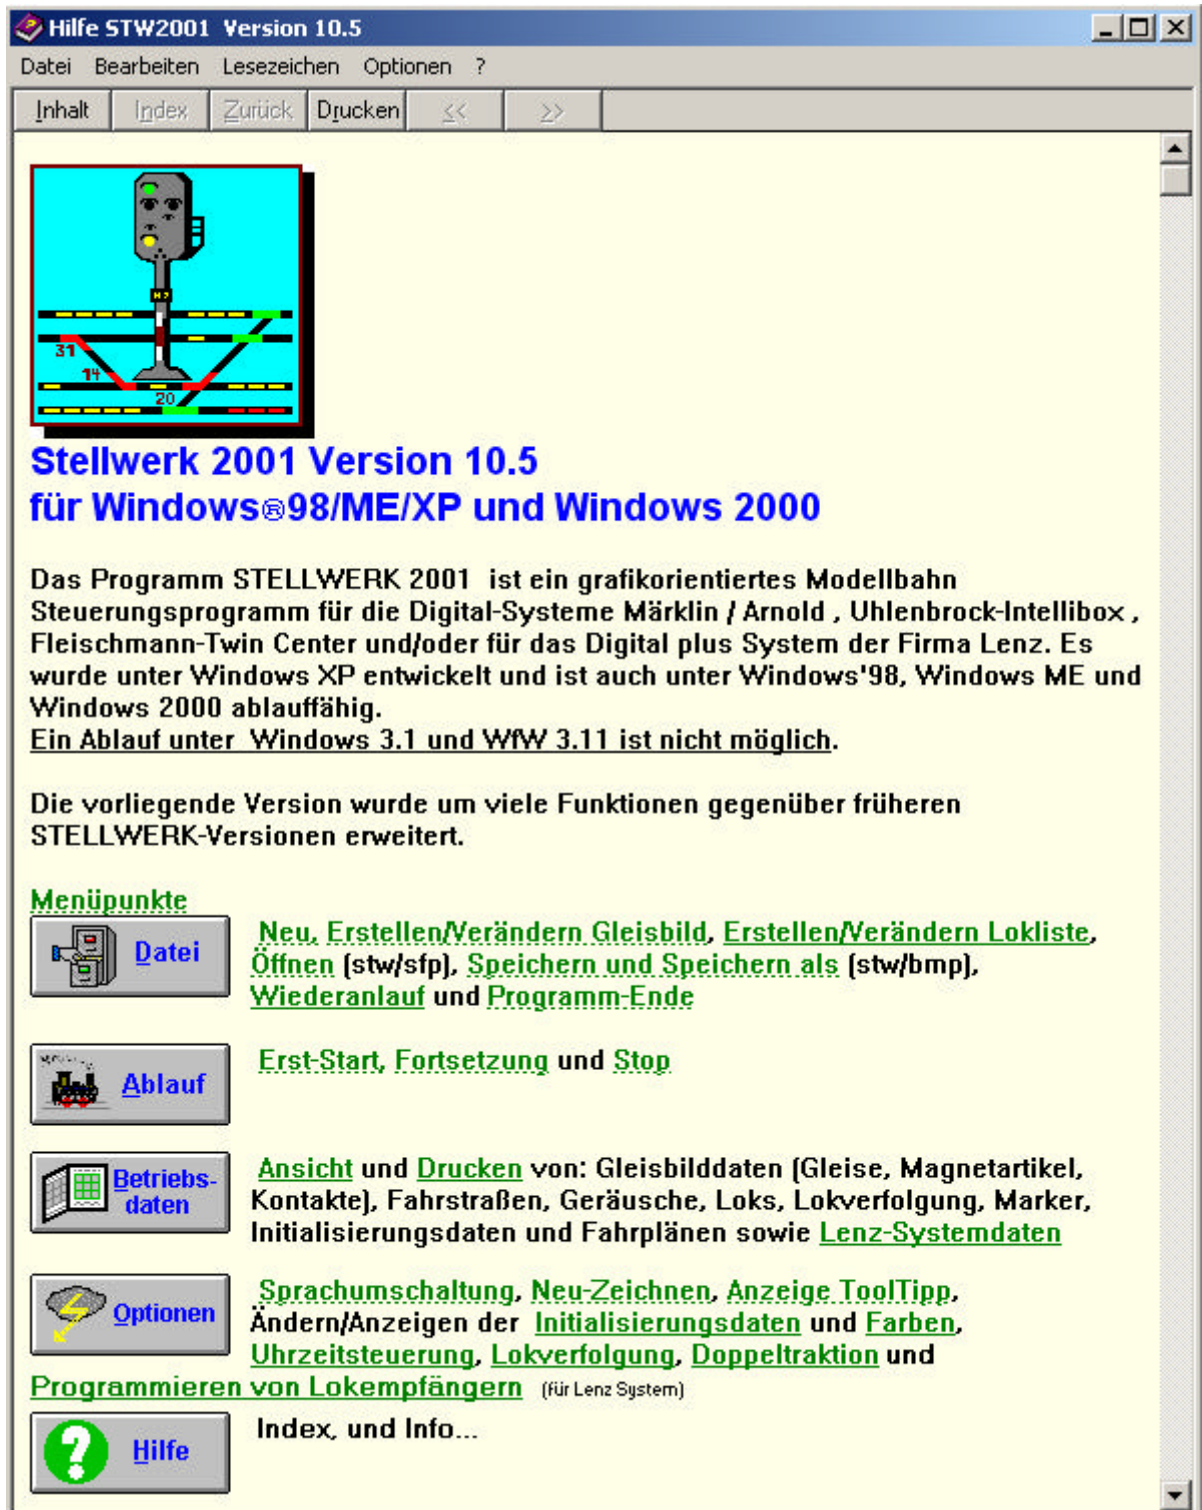 Hilfe STW2001 Version 10.5
Datei Bearbeiten Lesezeichen Optionen ?
Inhalt Index Zurück Drucken << >>
H 7
31
14
20
Stellwerk 2001 Version 10.5
für Windows®98/ME/XP und Windows 2000
Das Programm STELLWERK 2001 ist ein grafikorientiertes Modellbahn
Steuerungsprogramm für die Digital-Systeme Märklin / Arnold , Uhlenbrock-Intellibox ,
Fleischmann-Twin Center und/oder für das Digital plus System der Firma Lenz. Es
wurde unter Windows XP entwickelt und ist auch unter Windows'98, Windows ME und
Windows 2000 ablauffähig.
Ein Ablauf unter Windows 3.1 und WfW 3.11 ist nicht möglich.
Die vorliegende Version wurde um viele Funktionen gegenüber früheren
STELLWERK-Versionen erweitert.
Menüpunkte
Datei
Neu, Erstellen/Verändern Gleisbild, Erstellen/Verändern Lokliste,
Öffnen (stw/sfp), Speichern und Speichern als (stw/bmp),
Wiederanlauf und Programm-Ende
Ablauf
Erst-Start, Fortsetzung und Stop
Betriebs-
daten
Ansicht und Drucken von: Gleisbilddaten (Gleise, Magnetartikel,
Kontakte), Fahrstraßen, Geräusche, Loks, Lokverfolgung, Marker,
Initialisierungsdaten und Fahrplänen sowie Lenz-Systemdaten
Optionen
Sprachumschaltung, Neu-Zeichnen, Anzeige ToolTipp,
Ändern/Anzeigen der Initialisierungsdaten und Farben,
Uhrzeitsteuerung, Lokverfolgung, Doppeltraktion und
Programmieren von Lokempfängern (für Lenz System)
Hilfe
Index, und Info...